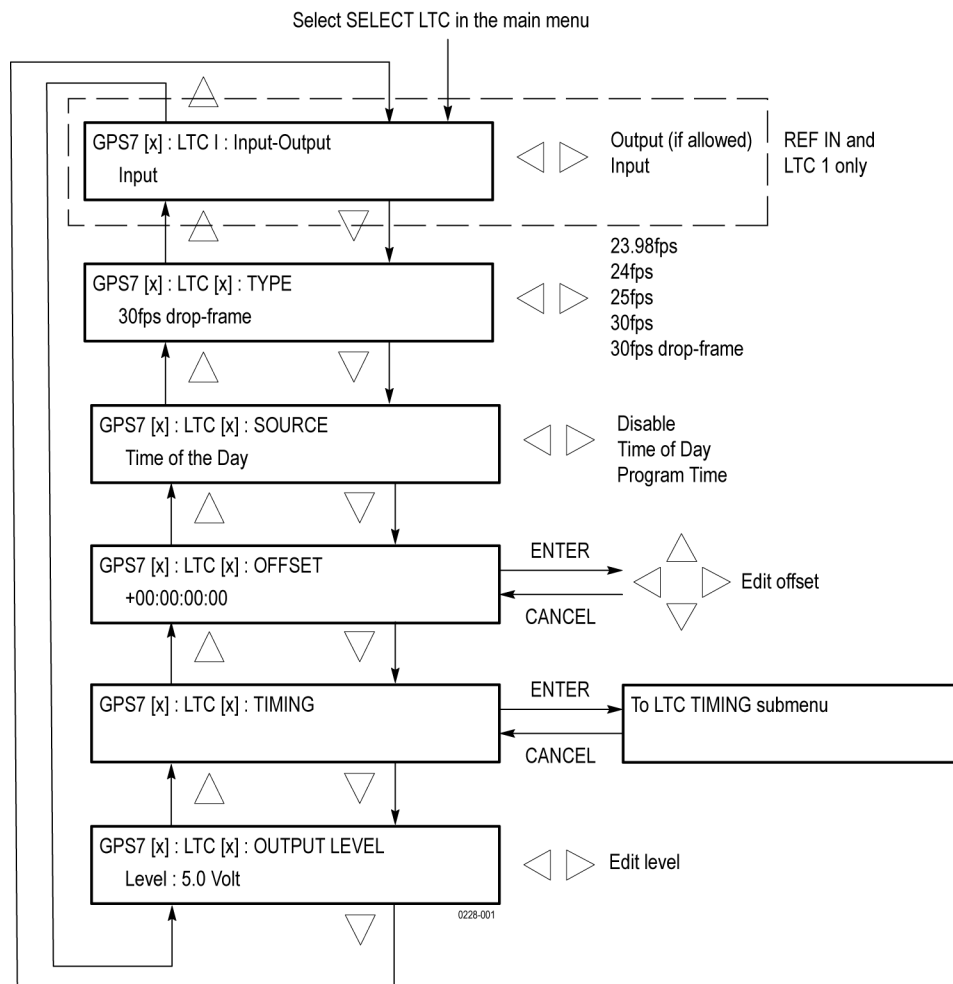 Select SELECT LTC in the main menu
GPS7 [x] : LTC I : Input-Output
Input
Output (if allowed)
Input
REF IN and
LTC 1 only
GPS7 [x] : LTC [x] : TYPE
30fps drop-frame
23.98fps
24fps
25fps
30fps
30fps drop-frame
GPS7 [x] : LTC [x] : SOURCE
Time of the Day
Disable
Time of Day
Program Time
GPS7 [x] : LTC [x] : OFFSET
+00:00:00:00
ENTER
CANCEL
Edit offset
GPS7 [x] : LTC [x] : TIMING
ENTER
CANCEL
To LTC TIMING submenu
GPS7 [x] : LTC [x] : OUTPUT LEVEL
Level : 5.0 Volt
Edit level
0228-001